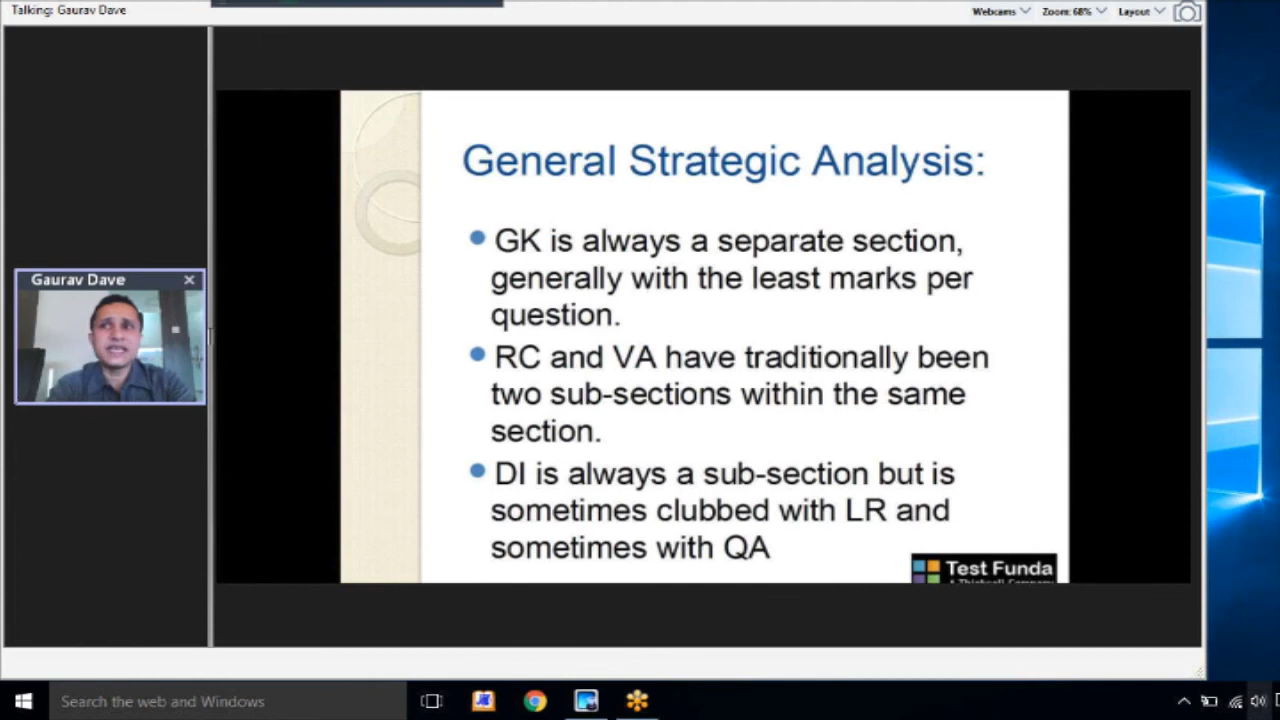 Talking: Gaurav Dave
Webcams
Zoom: 68%
Layout
Gaurav Dave
General Strategic Analysis:
GK is always a separate section,
generally with the least marks per
question.
RC and VA have traditionally been
two sub-sections within the same
section.
DI is always a sub-section but is
sometimes clubbed with LR and
sometimes with QA
Test Funda
A Thinkcell Company
Search the web and Windows